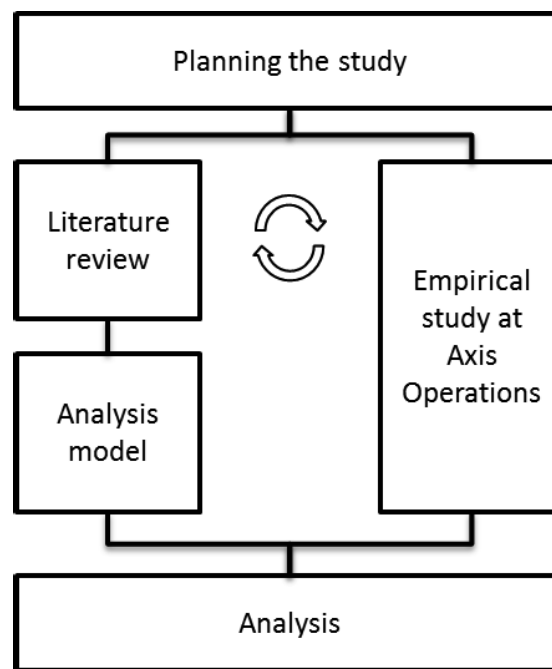 Planning the study
Literature
review
Empirical
study at
Axis
Operations
Analysis
model
Analysis